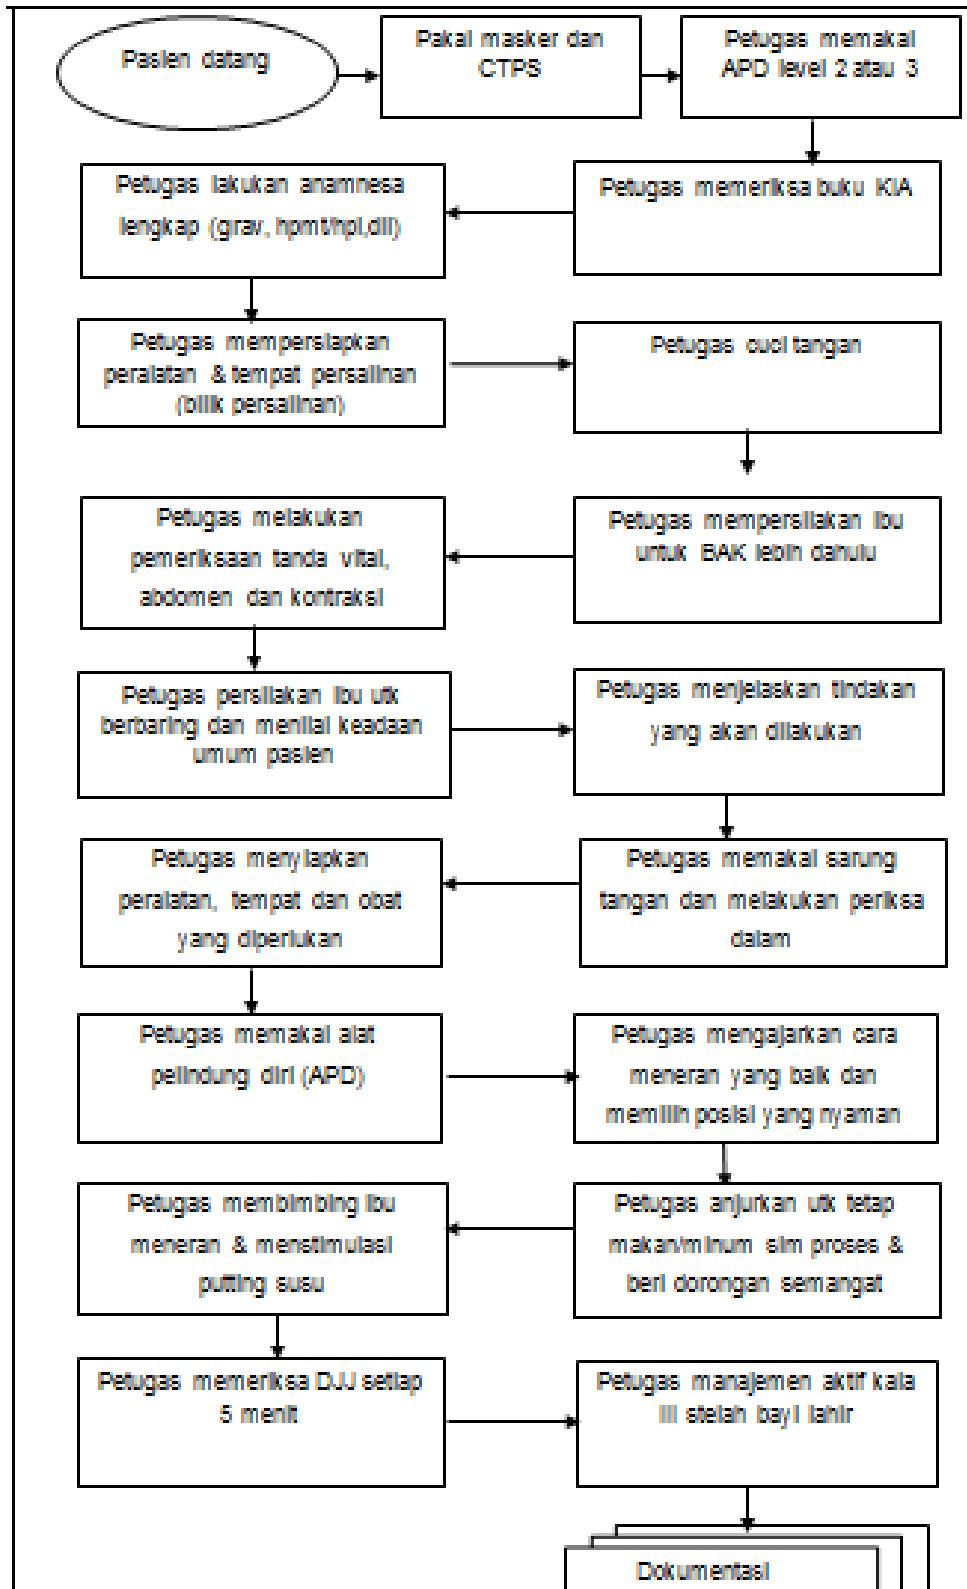 Pasien datang
Pakai masker dan
CTPS
Petugas memakai
APD level 2 atau 3
Petugas memeriksa buku KIA
Petugas lakukan anamnesa
lengkap (grav, hpmt/hpl,dll)
Petugas mempersiapkan
peralatan & tempat persalinan
(bilik persalinan)
Petugas cuci tangan
Petugas mempersilakan ibu
untuk BAK lebih dahulu
Petugas melakukan
pemeriksaan tanda vital,
abdomen dan kontraksi
Petugas persilakan ibu utk
berbaring dan menilai keadaan
umum pasien
Petugas menjelaskan tindakan
yang akan dilakukan
Petugas memakai sarung
tangan dan melakukan periksa
dalam
Petugas menyiapkan
peralatan, tempat dan obat
yang diperlukan
Petugas memakai alat
pelindung diri (APD)
Petugas mengajarkan cara
meneran yang baik dan
memilih posisi yang nyaman
Petugas anjurkan utk tetap
makan/minum slm proses &
beri dorongan semangat
Petugas membimbing ibu
meneran & menstimulasi
putting susu
Petugas memeriksa DJJ setiap
5 menit
Petugas manajemen aktif kala
III stelah bayi lahir
Dokumentasi